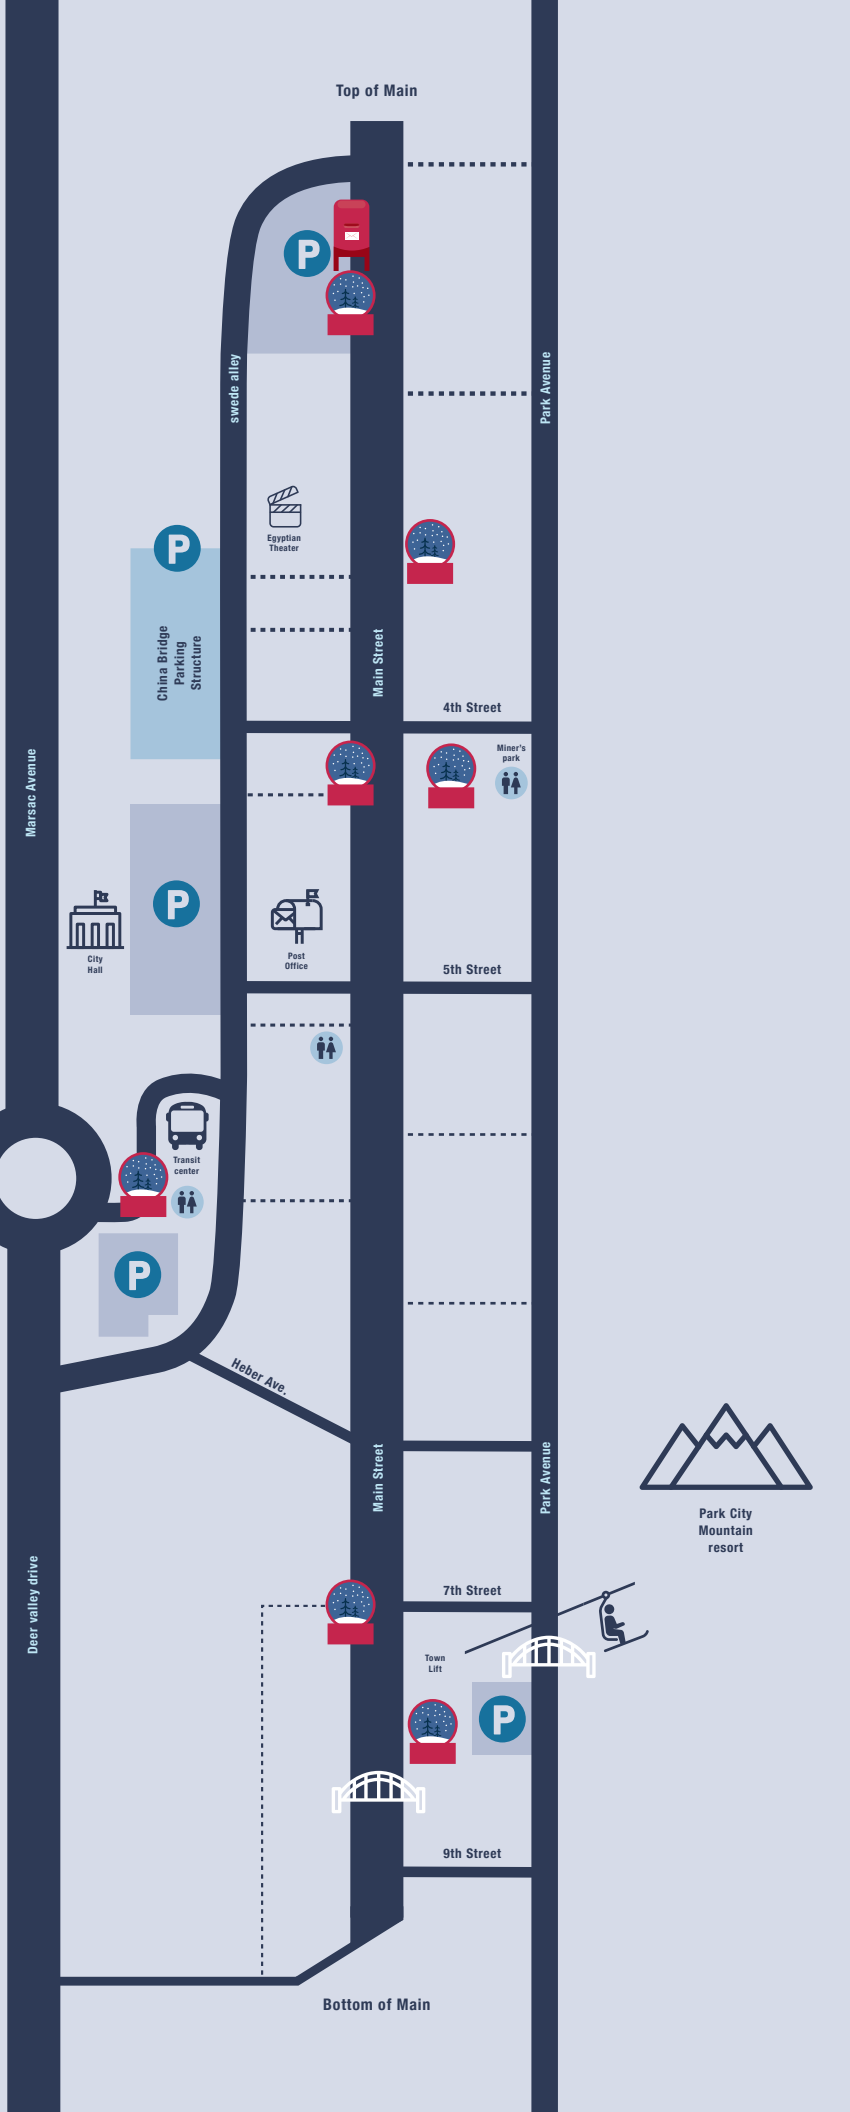 Top of Main
P
swede alley
Park Avenue
Egyptian
Theater
P
China Bridge
Parking
Structure
Main Street
4th Street
Miner's
park
Marsac Avenue
P
City
Hall
Post
Office
5th Street
Transit
center
P
Heber Ave.
Main Street
Park Avenue
Park City
Mountain
resort
Deer valley drive
7th Street
Town
Lift
P
9th Street
Bottom of Main